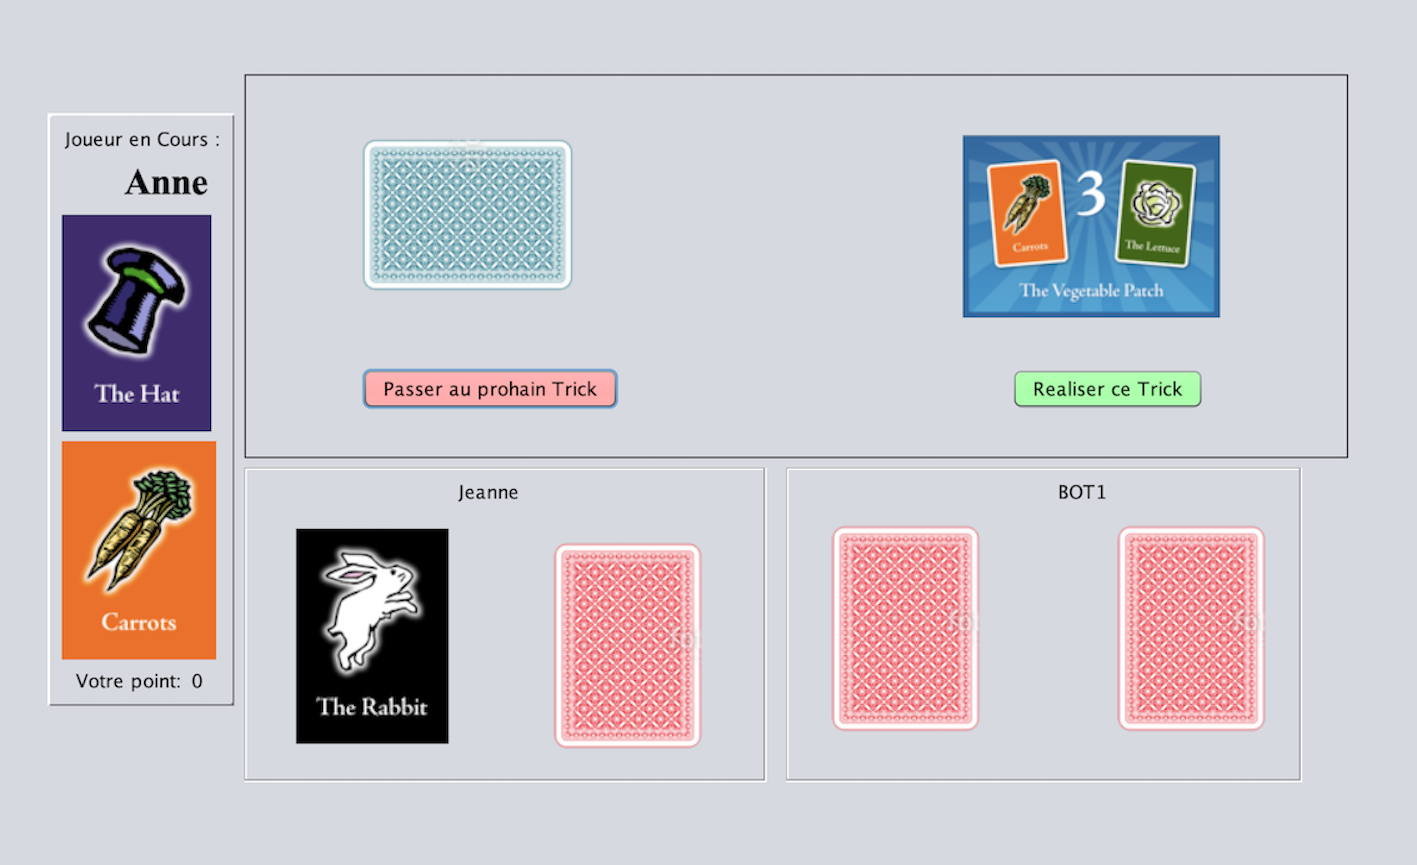 Joueur en Cours :
Anne
The Hat
Carrots
Votre point: 0
3
Carrots
The Lettuce
The Vegetable Patch
Passer au prohain Trick
Realiser ce Trick
Jeanne
The Rabbit
BOT1